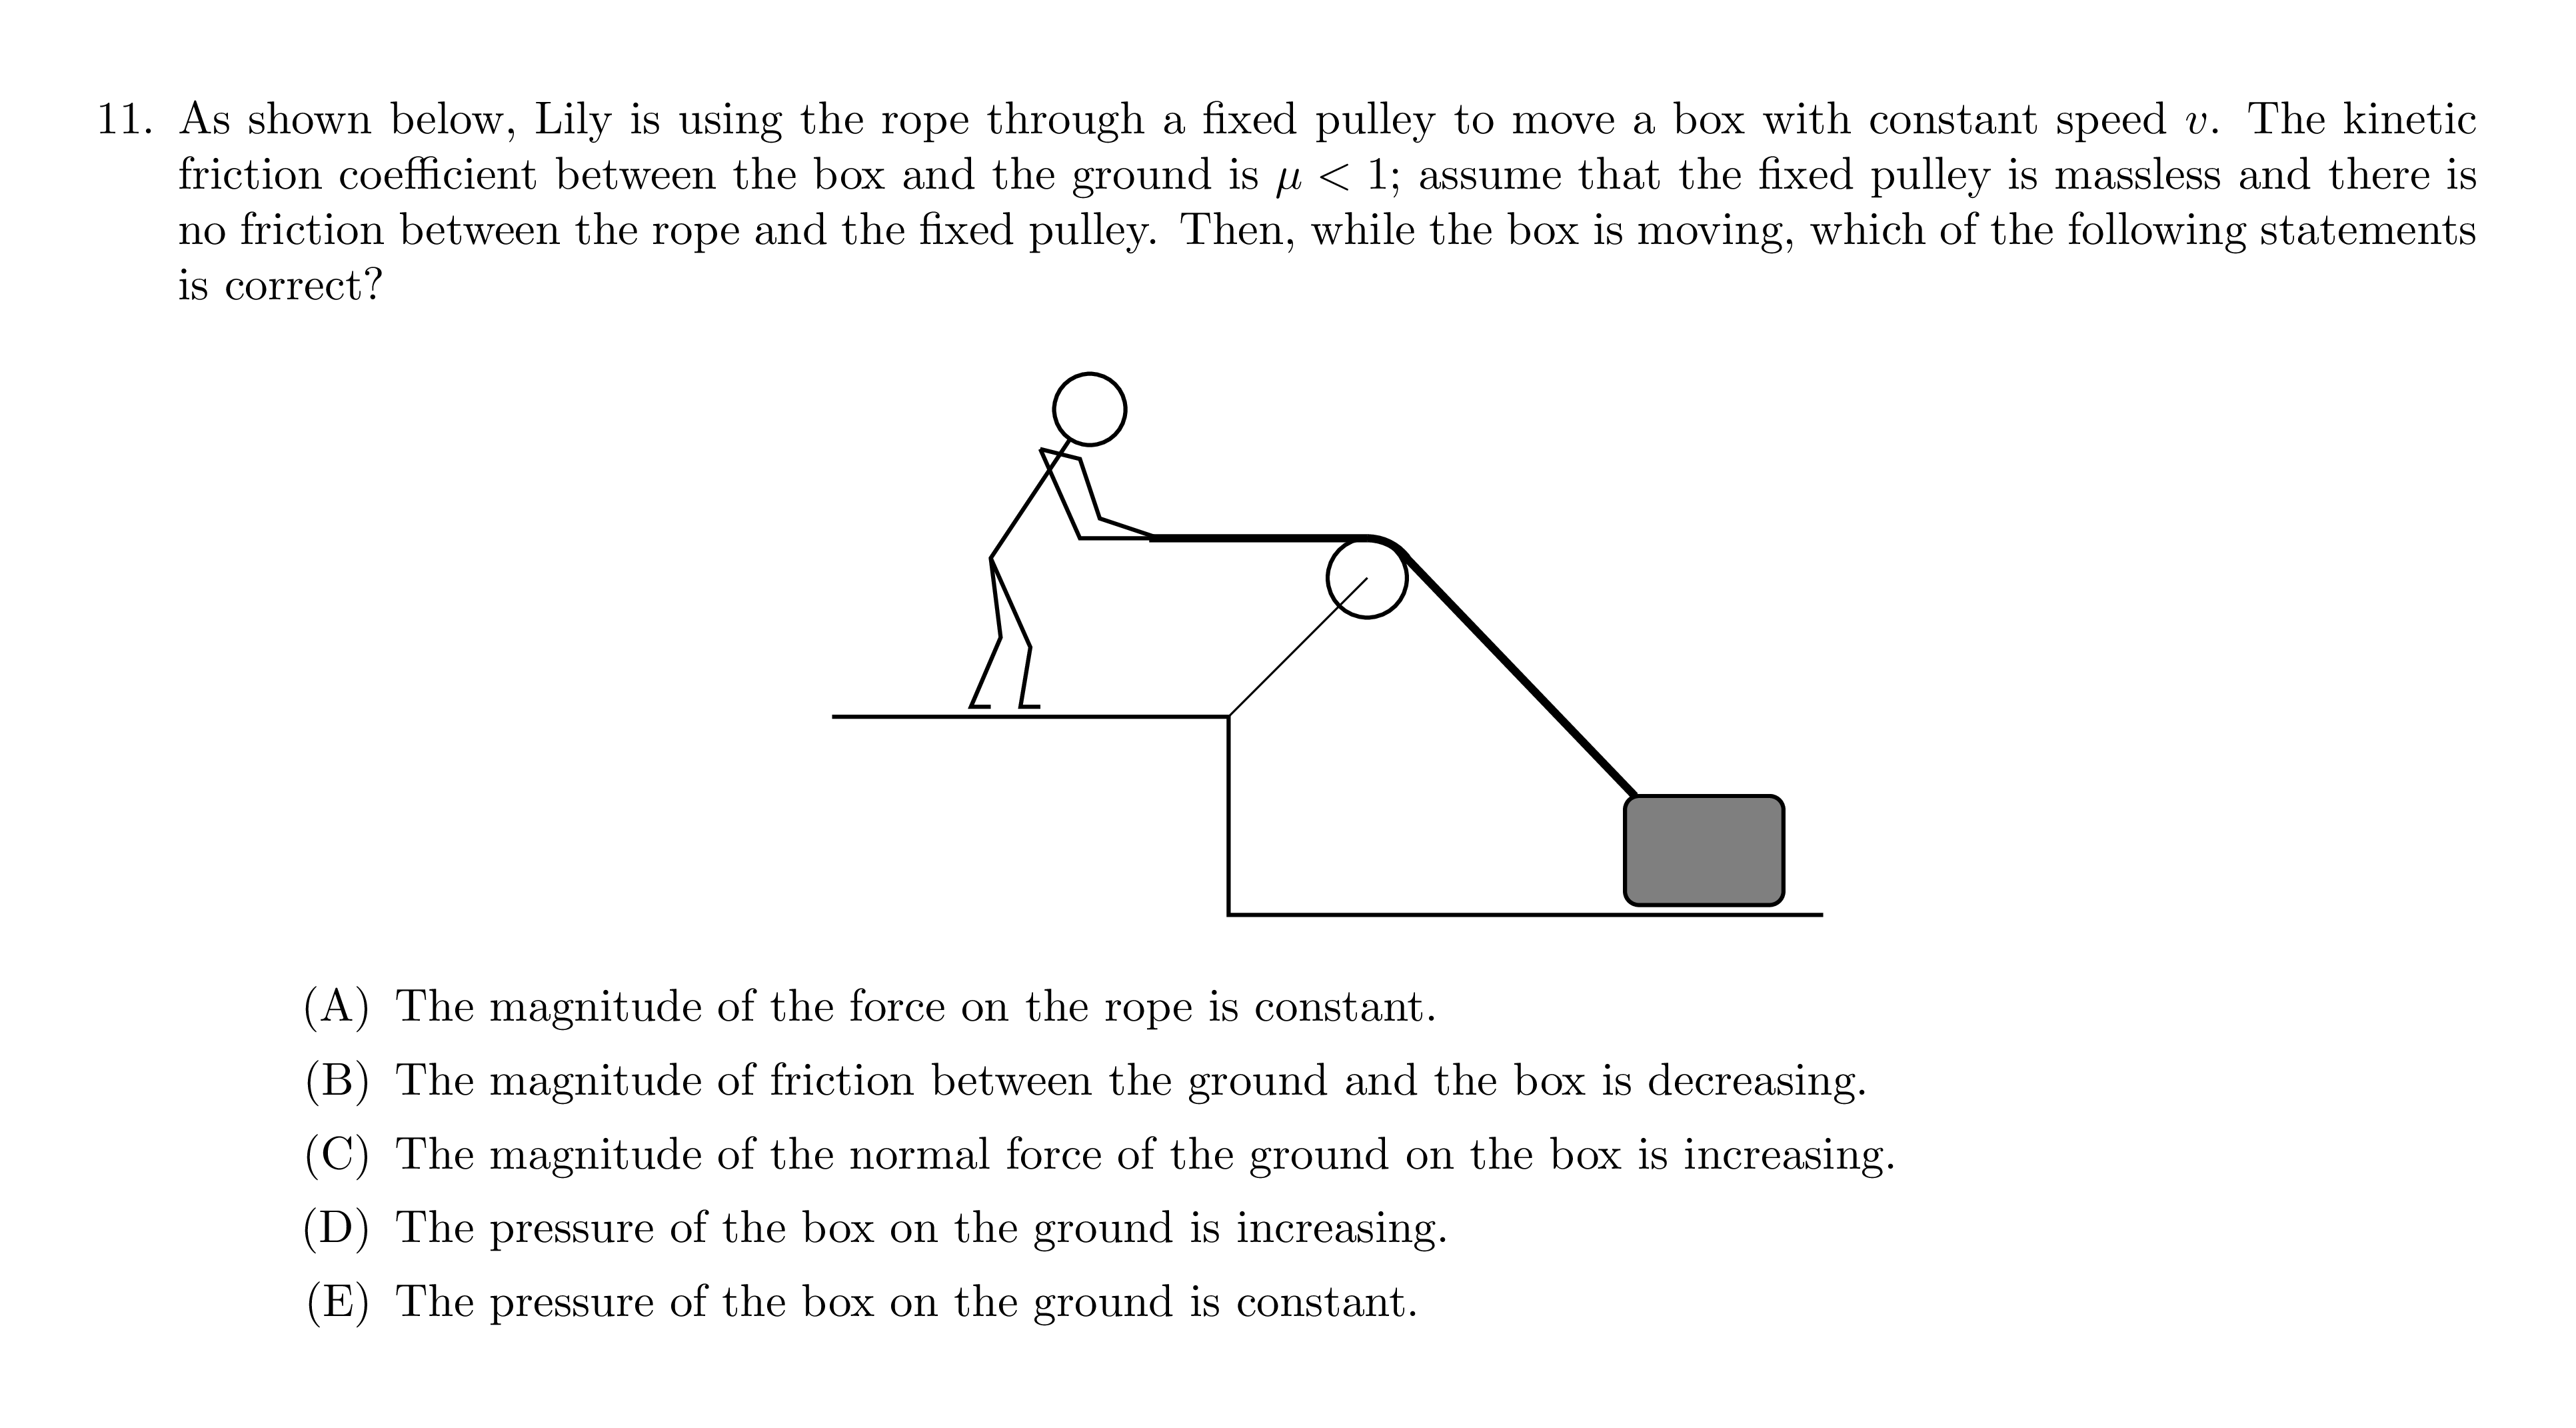 11. As shown below, Lily is using the rope through a fixed pulley to move a box with constant speed v. The kinetic
friction coefficient between the box and the ground is μ < 1; assume that the fixed pulley is massless and there is
no friction between the rope and the fixed pulley. Then, while the box is moving, which of the following statements
is correct?
(A) The magnitude of the force on the rope is constant.
(B) The magnitude of friction between the ground and the box is decreasing.
(C) The magnitude of the normal force of the ground on the box is increasing.
(D) The pressure of the box on the ground is increasing.
(E) The pressure of the box on the ground is constant.